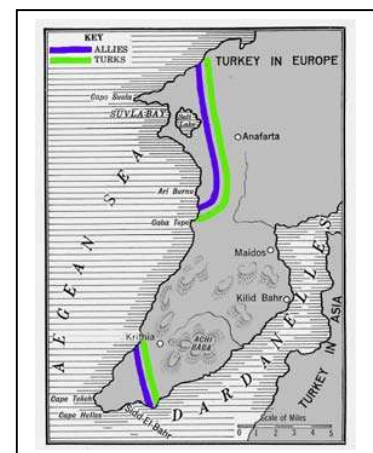 KEY
ALLIES
TURKS
TURKEY IN EUROPE
Cape Suvla
SUVLA BAY
Salt
Lake
Anafarta
Ari Burnu
Gaba Tepe
AEGEAN SEA
Maidos
Kilid Bahr
Krithia
ACHI
BABA
DARDANELLES
TURKEY IN ASIA
Cape Tekeh
Cape Helles
Sidd-El-Bahr
Scale of Miles
0 1 2 3 4 5